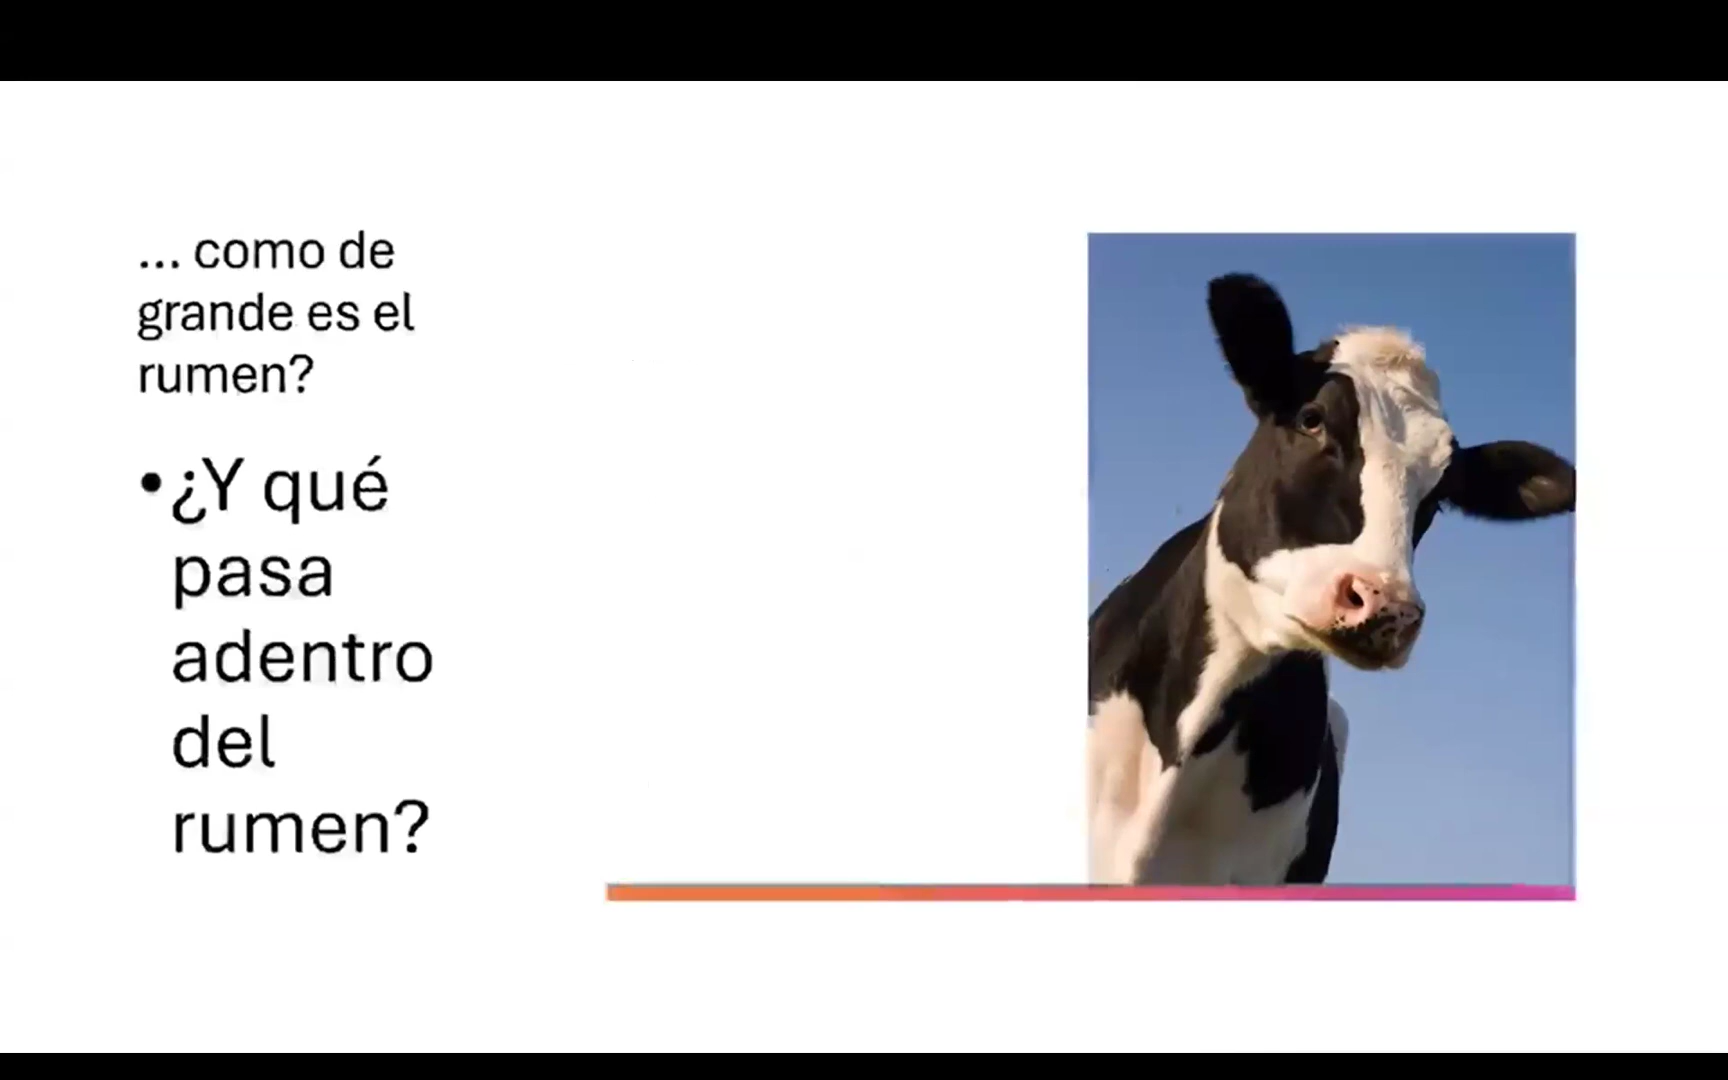 ... como de
grande es el
rumen?
•¿Y qué
pasa
adentro
del
rumen?